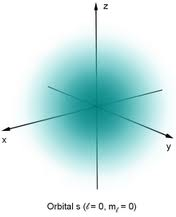 z
x
y
Orbital s (ℓ = 0, mℓ = 0)